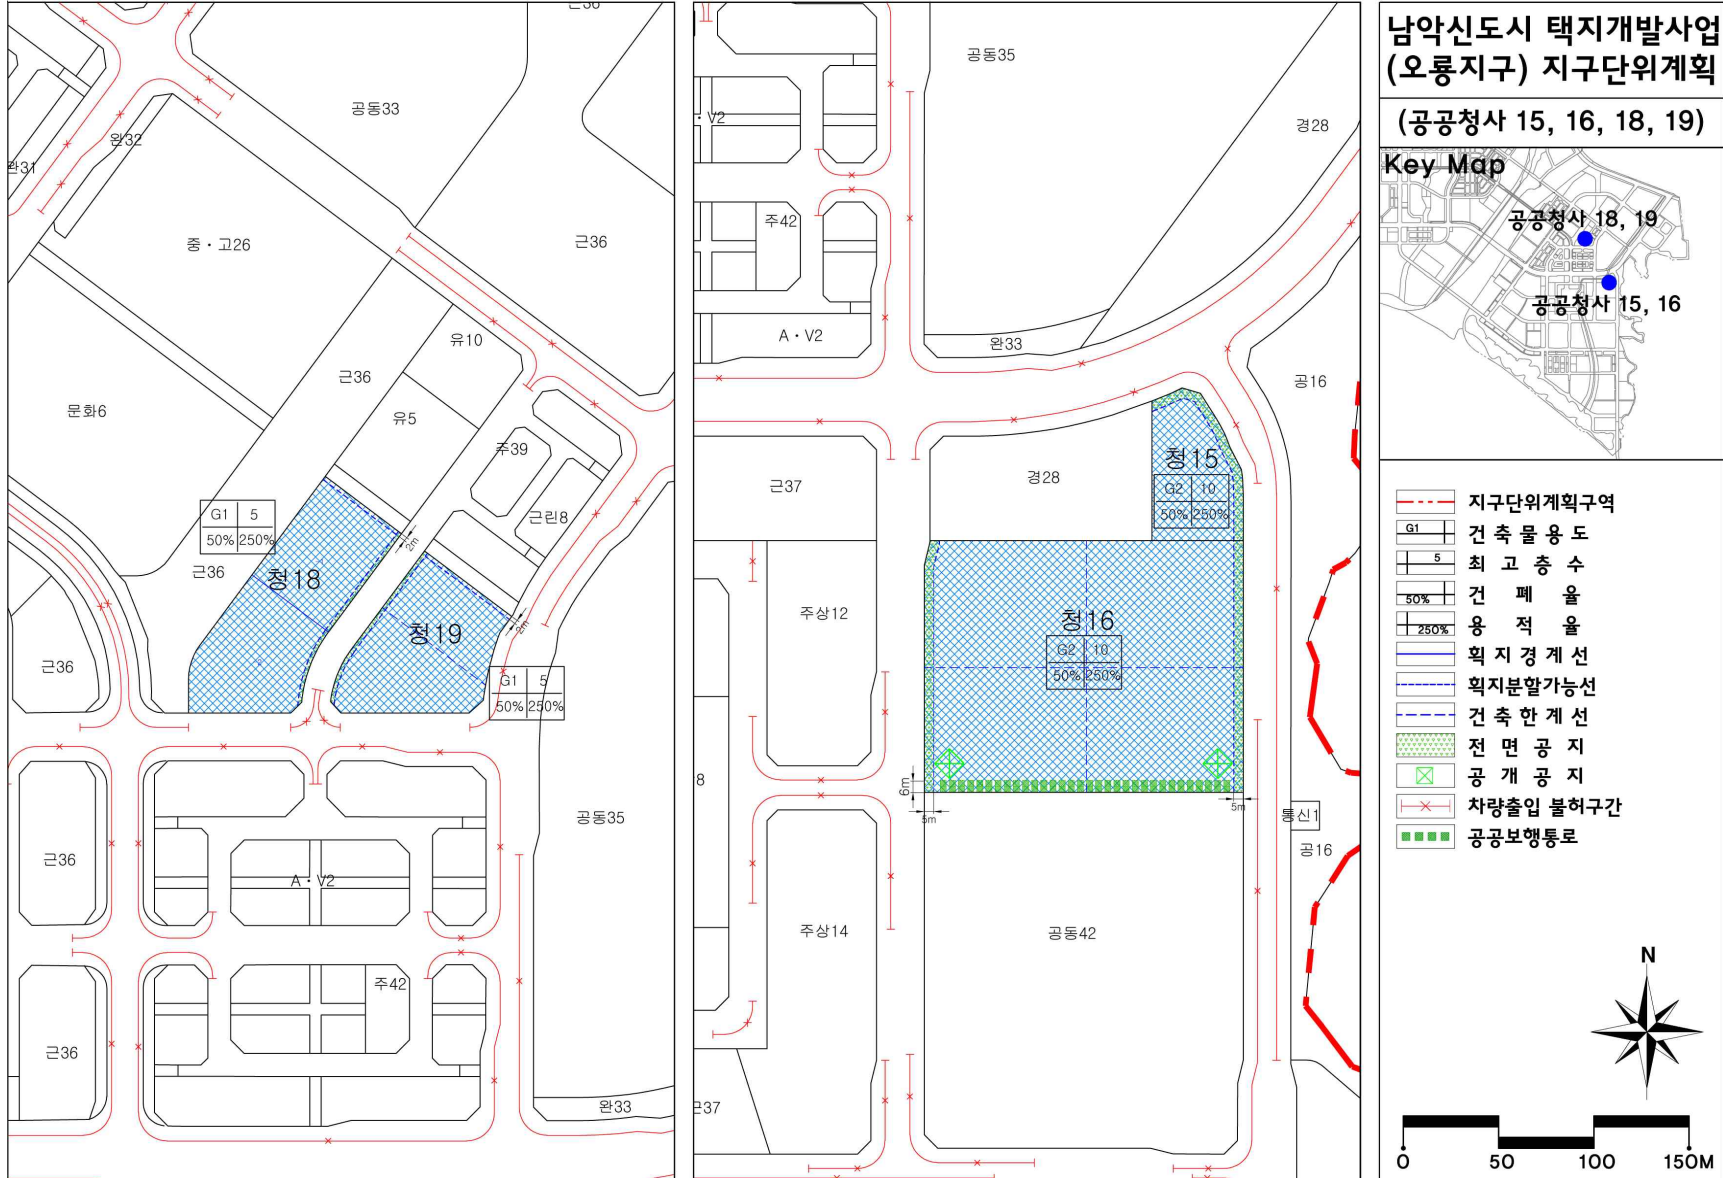 근36
공동33
완32
완31
중・고26
근36
유10
근36
유5
문화6
주39
근린8
G1 5
50% 250%
2m
근36
청18
청19
2m
G1 5
50% 250%
근36
공동35
근36
A・V2
주42
근36
완33
공동35
・V2
경28
주42
A・V2
완33
공16
청15
G2 10
50% 250%
경28
근37
주상12
청16
G2 10
50% 250%
6m
5m
5m
통신1
공16
주상14
공동42
남악신도시 택지개발사업
(오룡지구) 지구단위계획
(공공청사 15, 16, 18, 19)
Key Map
공공청사 18, 19
공공청사 15, 16
지구단위계획구역
G1 건축물용도
5 최고층수
50% 건폐율
250% 용적율
획지경계선
획지분할가능선
건축한계선
전면공지
공개공지
차량출입 불허구간
공공보행통로
N
0 50 100 150M